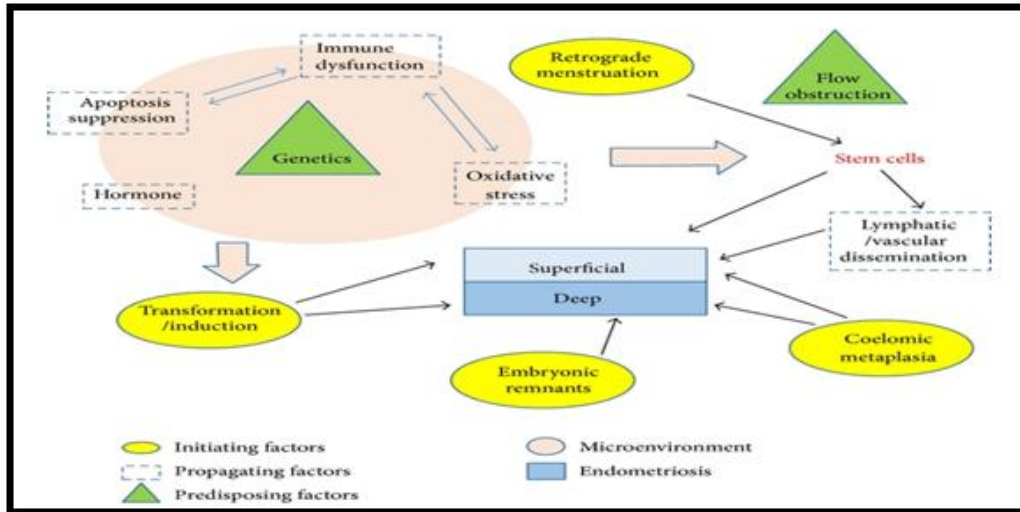 Immune
dysfunction
Retrograde
menstruation
Flow
obstruction
Apoptosis
suppression
Genetics
Stem cells
Oxidative
stress
Hormone
Lymphatic
/vascular
dissemination
Superficial
Deep
Transformation
/induction
Coelomic
metaplasia
Embryonic
remnants
Initiating factors
Propagating factors
Predisposing factors
Microenvironment
Endometriosis